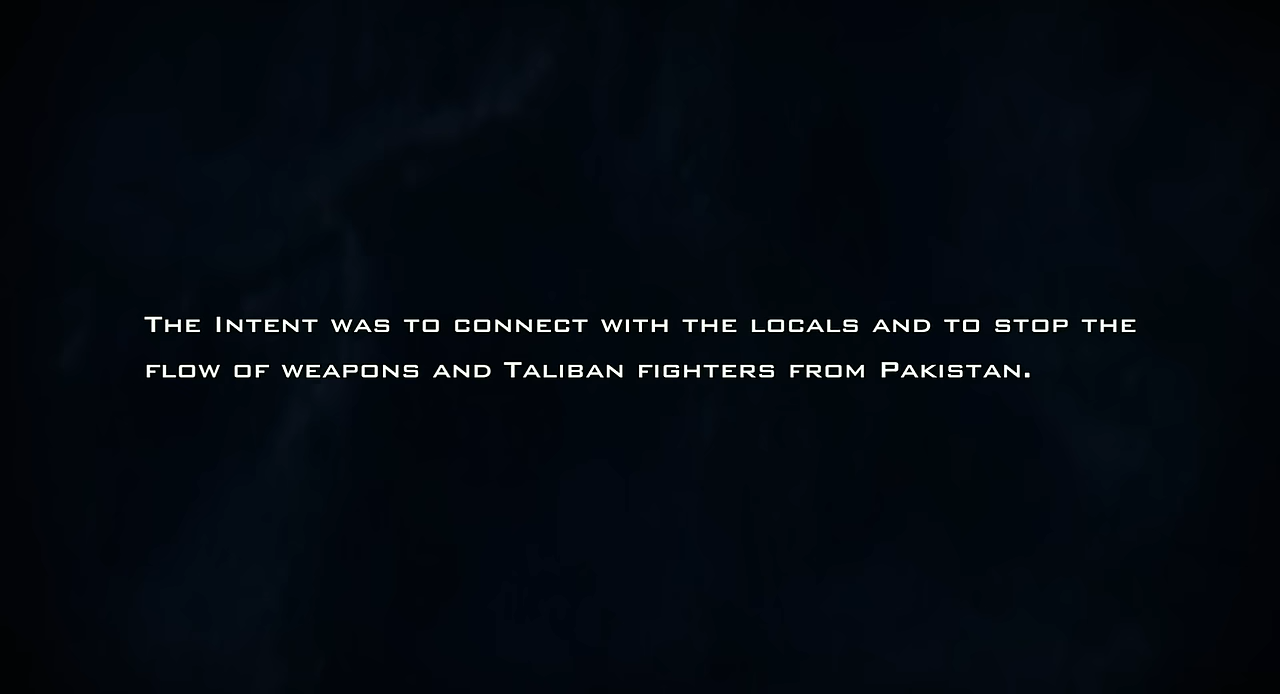 The Intent was to connect with the locals and to stop the
flow of weapons and Taliban fighters from Pakistan.